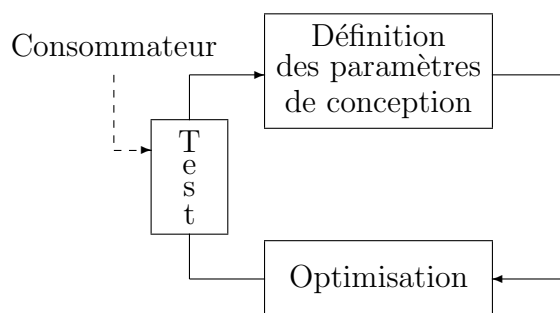 Consommateur
Définition
des paramètres
de conception
T
e
s
t
Optimisation